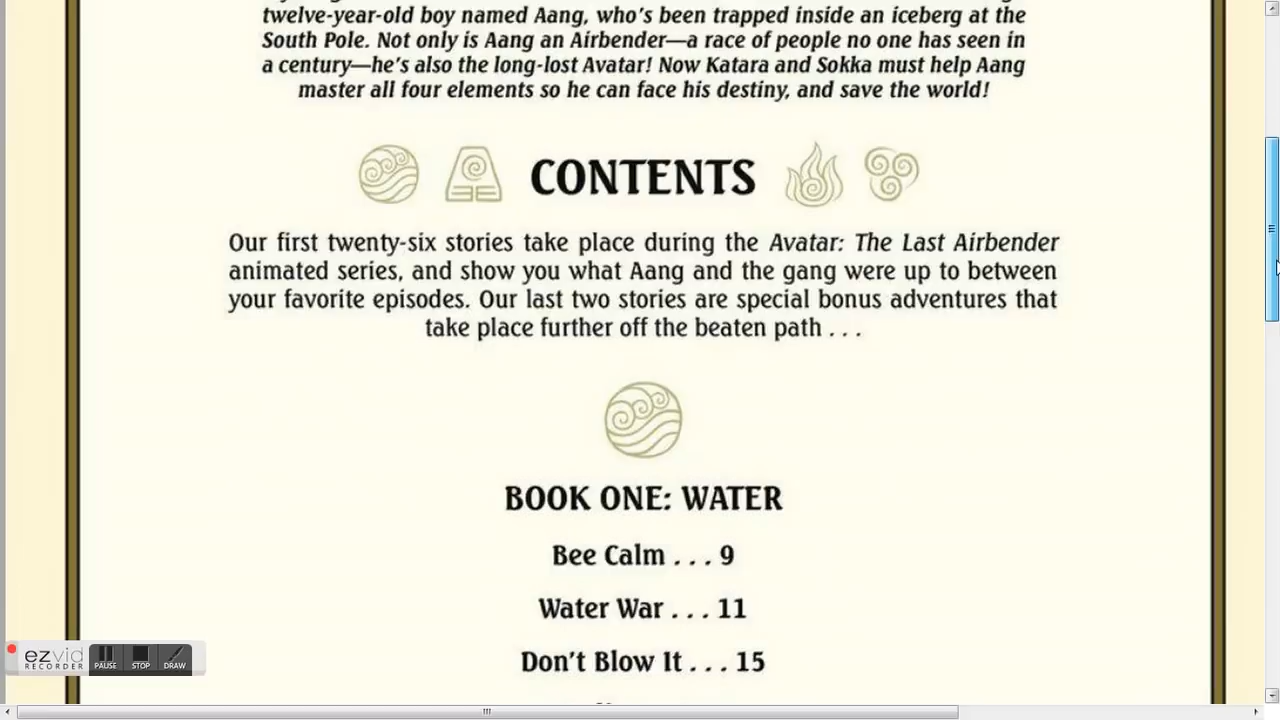 twelve-year-old boy named Aang, who's been trapped inside an iceberg at the
South Pole. Not only is Aang an Airbender—a race of people no one has seen in
a century—he's also the long-lost Avatar! Now Katara and Sokka must help Aang
master all four elements so he can face his destiny, and save the world!
CONTENTS
Our first twenty-six stories take place during the Avatar: The Last Airbender
animated series, and show you what Aang and the gang were up to between
your favorite episodes. Our last two stories are special bonus adventures that
take place further off the beaten path . . .
BOOK ONE: WATER
Bee Calm . . . 9
Water War . . . 11
Don't Blow It . . . 15
ezvid
RECORDER
PAUSE
STOP
DRAW